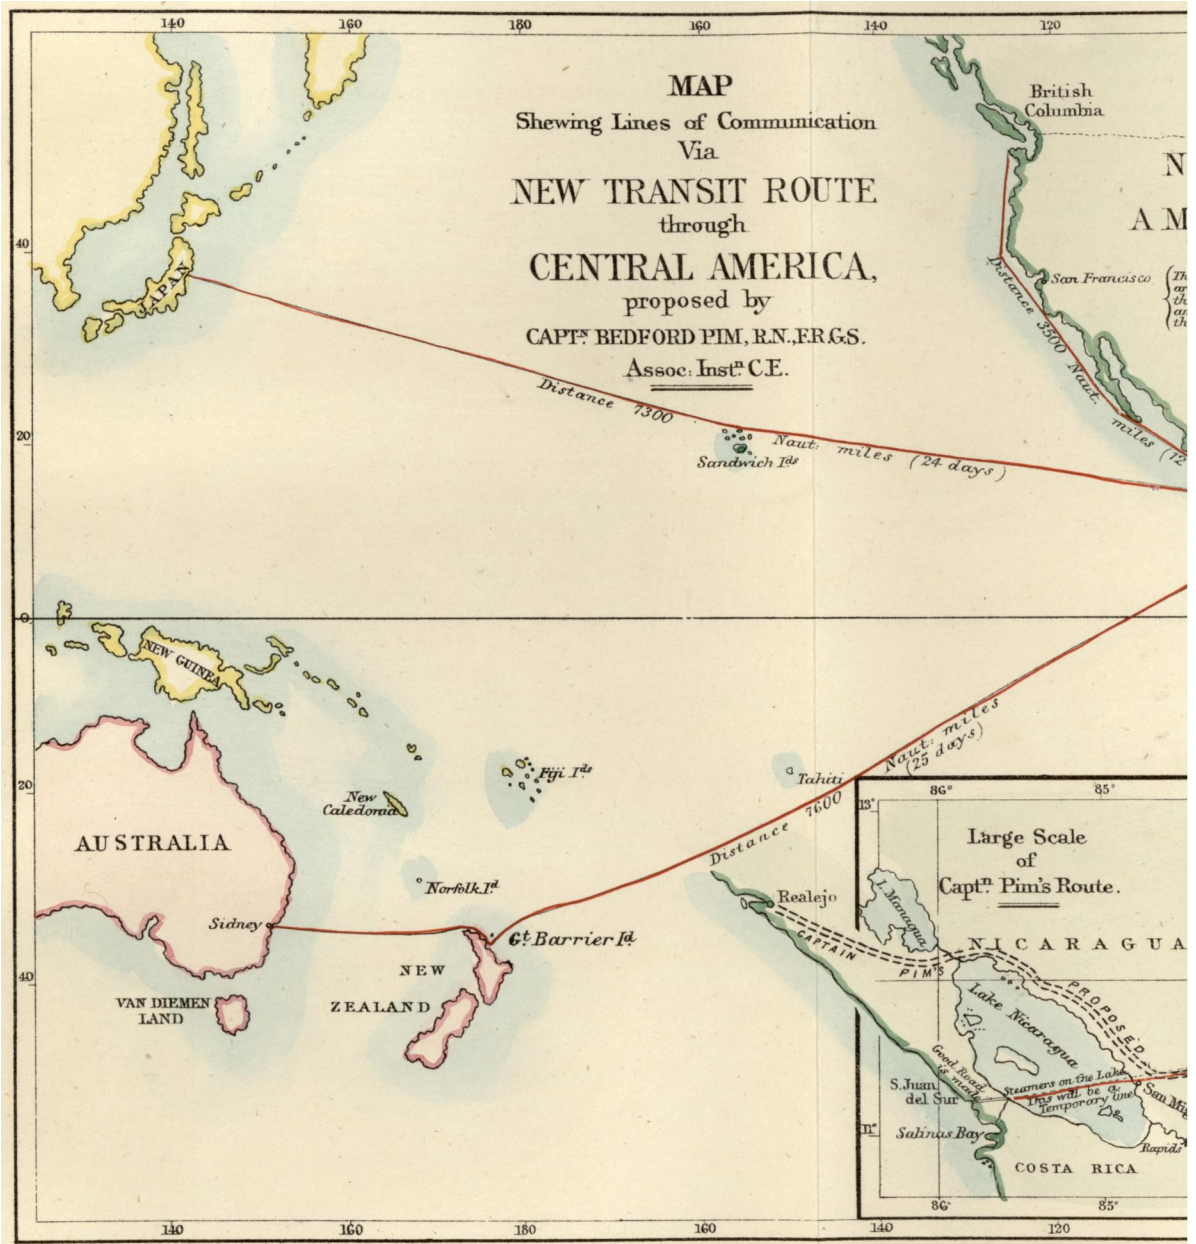 140 160 180 160 140 120
MAP
Shewing Lines of Communication
Via
NEW TRANSIT ROUTE
through
CENTRAL AMERICA,
proposed by
CAPTN. BEDFORD PIM, R.N., F.R.G.S.
Assoc: Instn. C.E.
British
Columbia
N
A M
40
JAPAN
San Francisco
Distance 3500 Naut. miles (12
Distance 7300 Naut: miles (24 days)
20
Sandwich Ids
0
NEW GUINEA
Distance 7600 Naut: miles
(25 days)
Fiji Ids
Tahiti
20
New
Caledonia
AUSTRALIA
Norfolk Id
Sidney
Gt. Barrier Id
40
NEW
ZEALAND
VAN DIEMEN
LAND
86° 85°
13°
Large Scale
of
Captn. Pim's Route.
L. Managua
Realejo
NICARAGUA
CAPTAIN PIM'S PROPOSED
Lake Nicaragua
Good Road
is made
Steamers on the Lake
This will be a
Temporary line
S. Juan
del Sur
San Mig
Salinas Bay
11°
Rapids
COSTA RICA
86° 85°
140 160 180 160 140 120